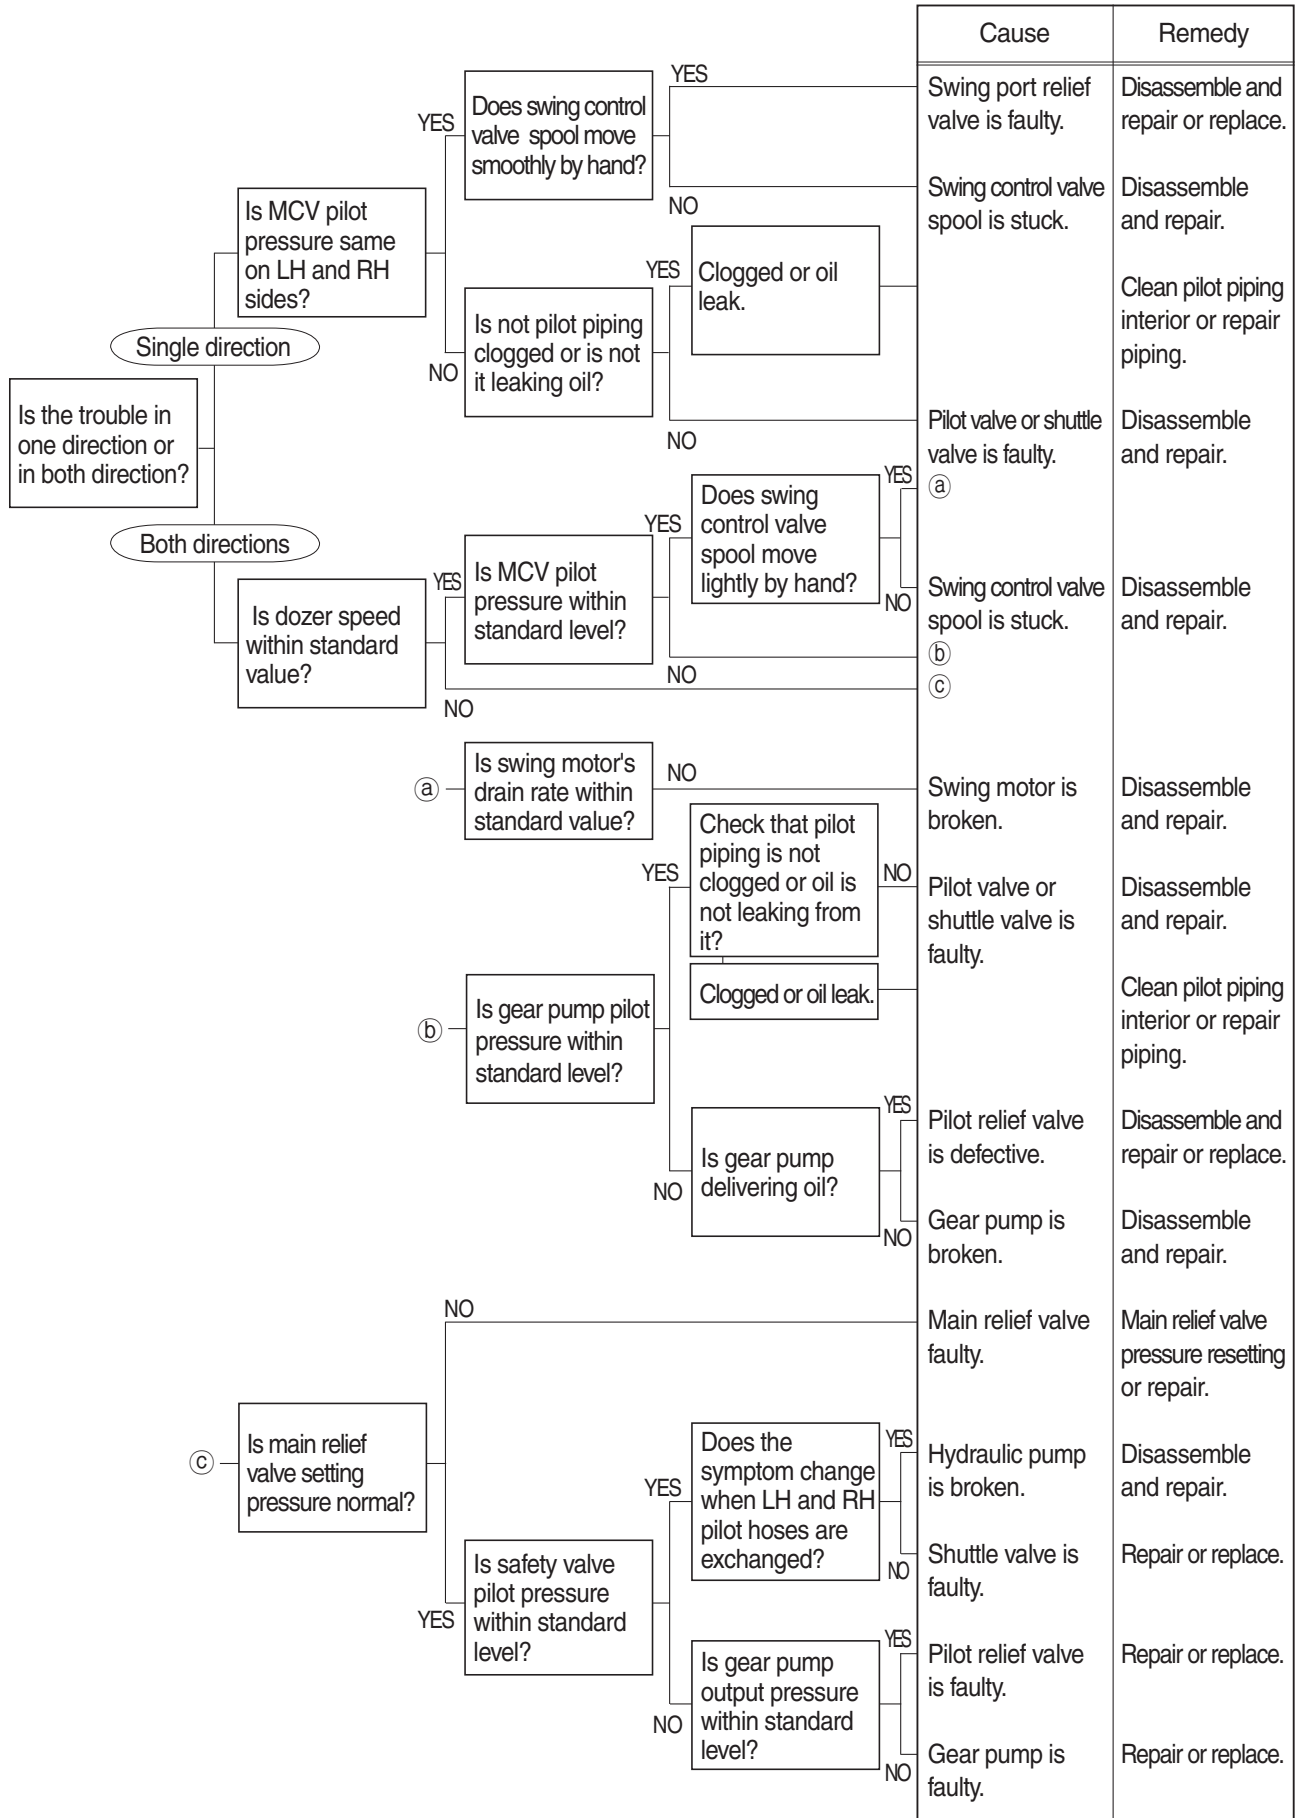 Cause
Remedy
YES
Does swing control
valve spool move
smoothly by hand?
YES
Swing port relief
valve is faulty.
Disassemble and
repair or replace.
NO
Swing control valve
spool is stuck.
Disassemble
and repair.
Is MCV pilot
pressure same
on LH and RH
sides?
Single direction
NO
Is not pilot piping
clogged or is not
it leaking oil?
YES
Clogged or oil
leak.
Clean pilot piping
interior or repair
piping.
NO
Pilot valve or shuttle
valve is faulty.
Disassemble
and repair.
Is the trouble in
one direction or
in both direction?
Both directions
Is dozer speed
within standard
value?
YES
Is MCV pilot
pressure within
standard level?
YES
Does swing
control valve
spool move
lightly by hand?
YES
ⓐ
NO
Swing control valve
spool is stuck.
Disassemble
and repair.
NO
ⓑ
NO
ⓒ
ⓐ
Is swing motor's
drain rate within
standard value?
NO
Swing motor is
broken.
Disassemble
and repair.
ⓑ
Is gear pump pilot
pressure within
standard level?
YES
Check that pilot
piping is not
clogged or oil is
not leaking from
it?
NO
Pilot valve or
shuttle valve is
faulty.
Disassemble
and repair.
Clogged or oil leak.
Clean pilot piping
interior or repair
piping.
NO
Is gear pump
delivering oil?
YES
Pilot relief valve
is defective.
Disassemble and
repair or replace.
NO
Gear pump is
broken.
Disassemble
and repair.
ⓒ
Is main relief
valve setting
pressure normal?
NO
Main relief valve
faulty.
Main relief valve
pressure resetting
or repair.
YES
Is safety valve
pilot pressure
within standard
level?
YES
Does the
symptom change
when LH and RH
pilot hoses are
exchanged?
YES
Hydraulic pump
is broken.
Disassemble
and repair.
NO
Shuttle valve is
faulty.
Repair or replace.
NO
Is gear pump
output pressure
within standard
level?
YES
Pilot relief valve
is faulty.
Repair or replace.
NO
Gear pump is
faulty.
Repair or replace.